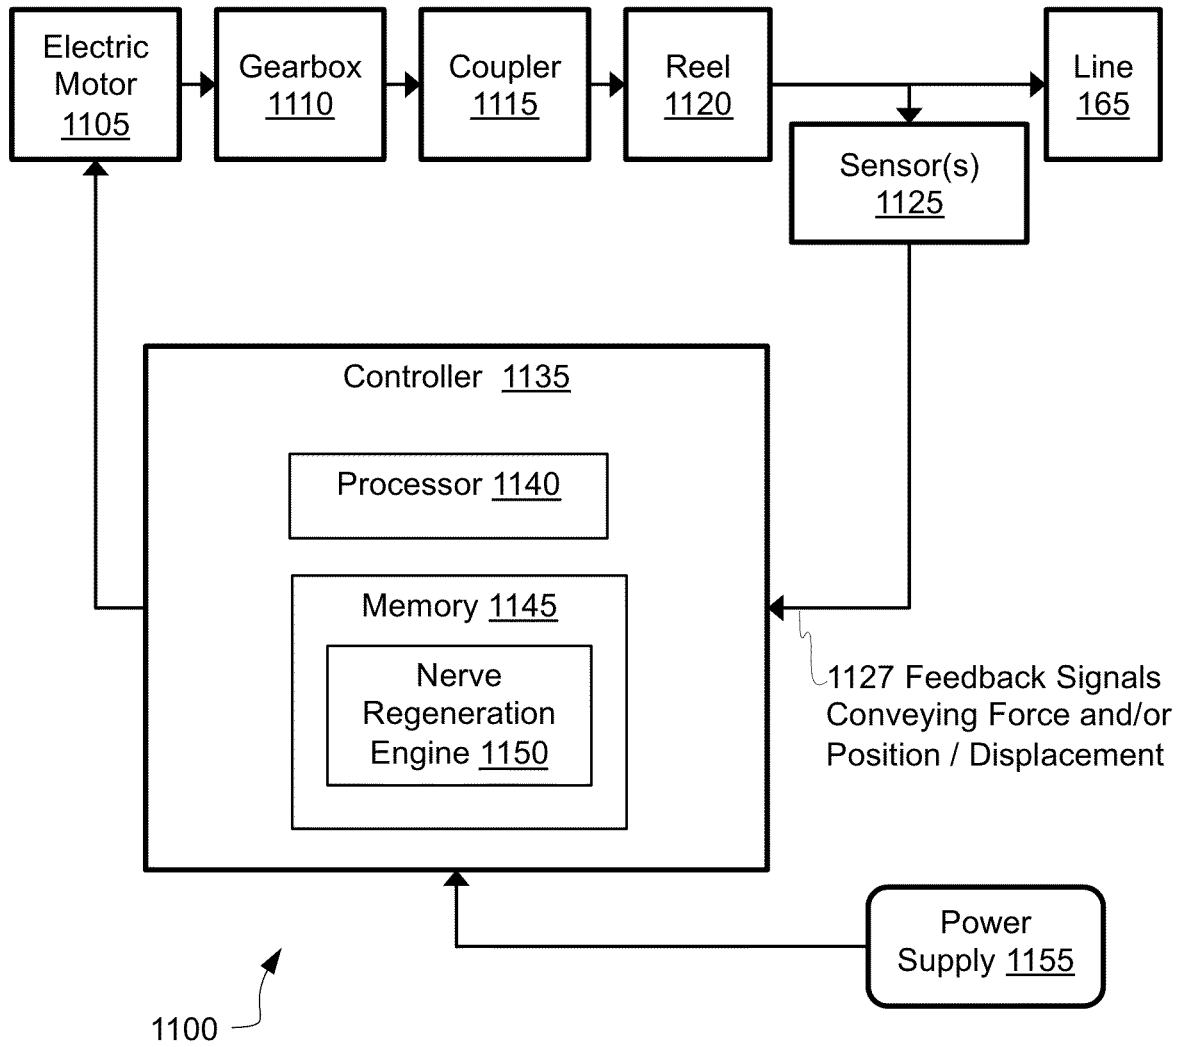 Electric
Motor
1105
Gearbox
1110
Coupler
1115
Reel
1120
Line
165
Sensor(s)
1125
Controller 1135
Processor 1140
Memory 1145
Nerve
Regeneration
Engine 1150
1127 Feedback Signals
Conveying Force and/or
Position / Displacement
Power
Supply 1155
1100